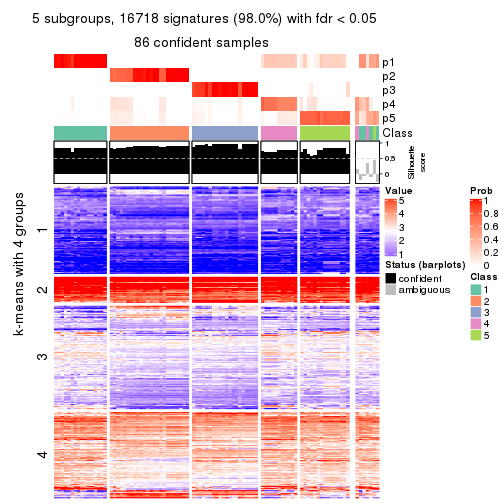 5 subgroups, 16718 signatures (98.0%) with fdr < 0.05
86 confident samples
p1
p2
p3
p4
p5
Class
1
0.5
0
Silhouette
score
k-means with 4 groups
1
2
3
4
Value
5
4
3
2
1
Status (barplots)
confident
ambiguous
Prob
1
0.8
0.6
0.4
0.2
0
Class
1
2
3
4
5